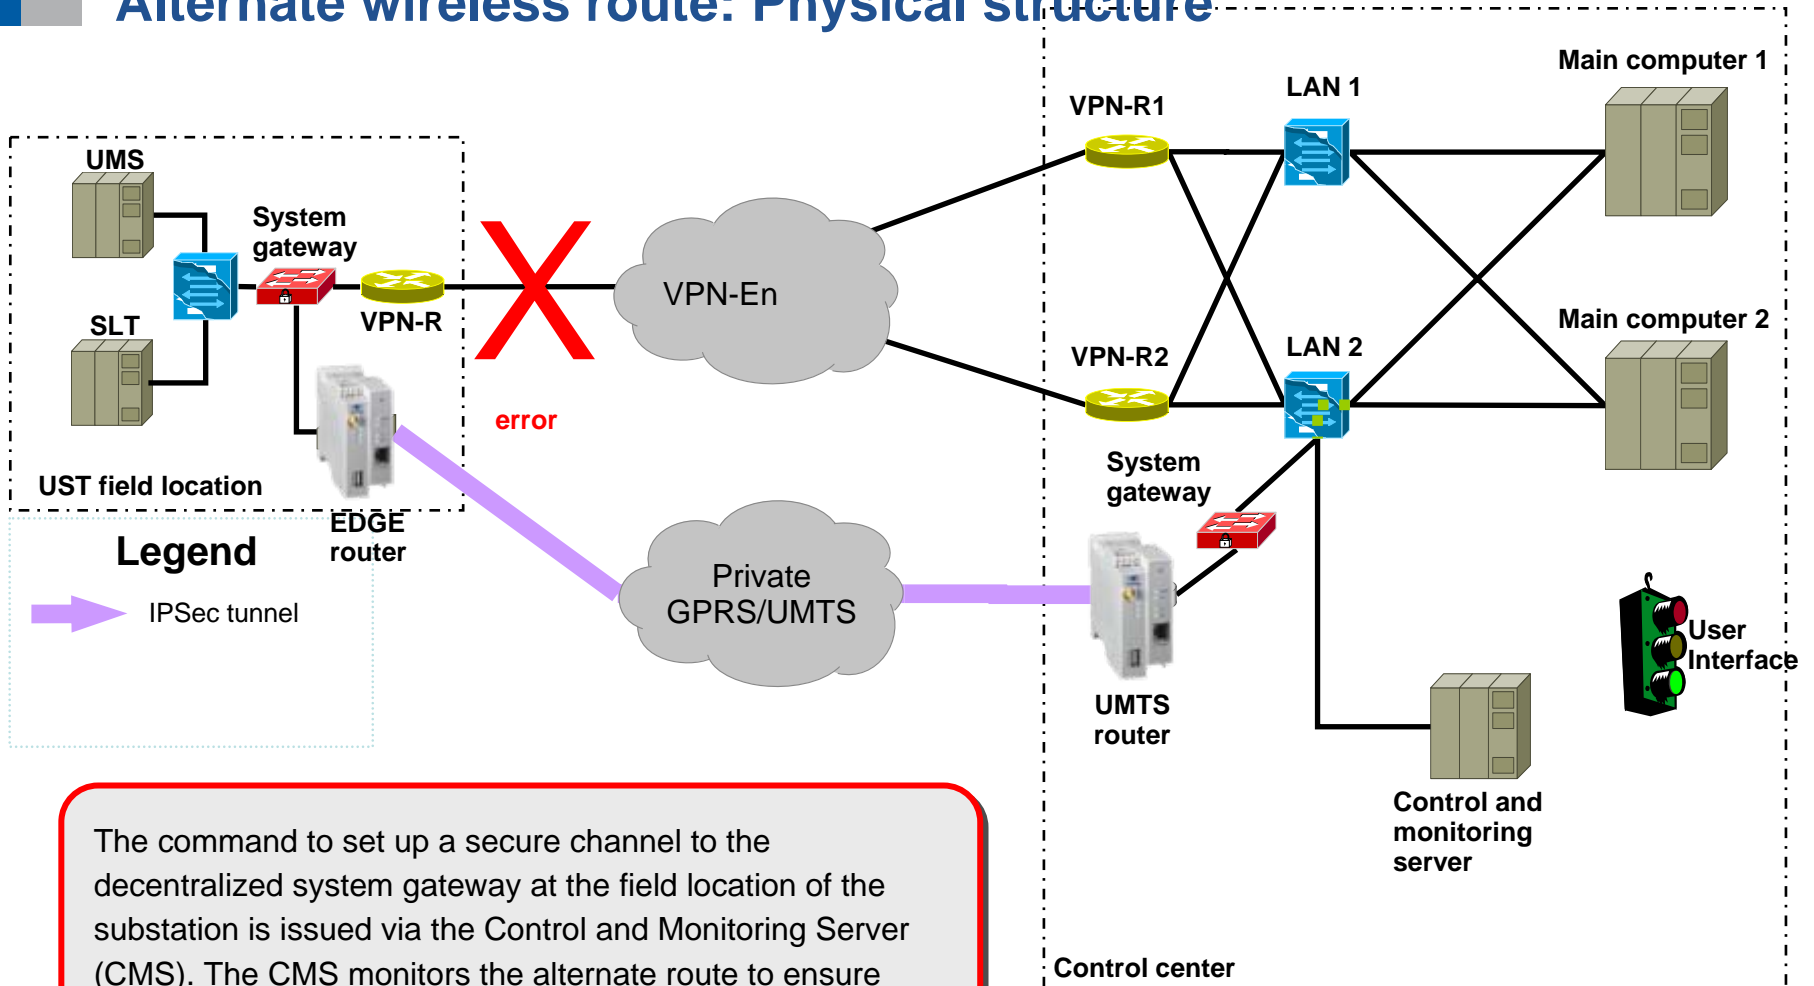 Alternate wireless route: Physical structure
Main computer 1
LAN 1
VPN-R1
UMS
System
gateway
VPN-En
VPN-R
SLT
Main computer 2
LAN 2
VPN-R2
error
System
gateway
UST field location
EDGE
router
Legend
IPSec tunnel
Private
GPRS/UMTS
User
Interface
UMTS
router
Control and
monitoring
server
The command to set up a secure channel to the
decentralized system gateway at the field location of the
substation is issued via the Control and Monitoring Server
(CMS). The CMS monitors the alternate route to ensure
Control center